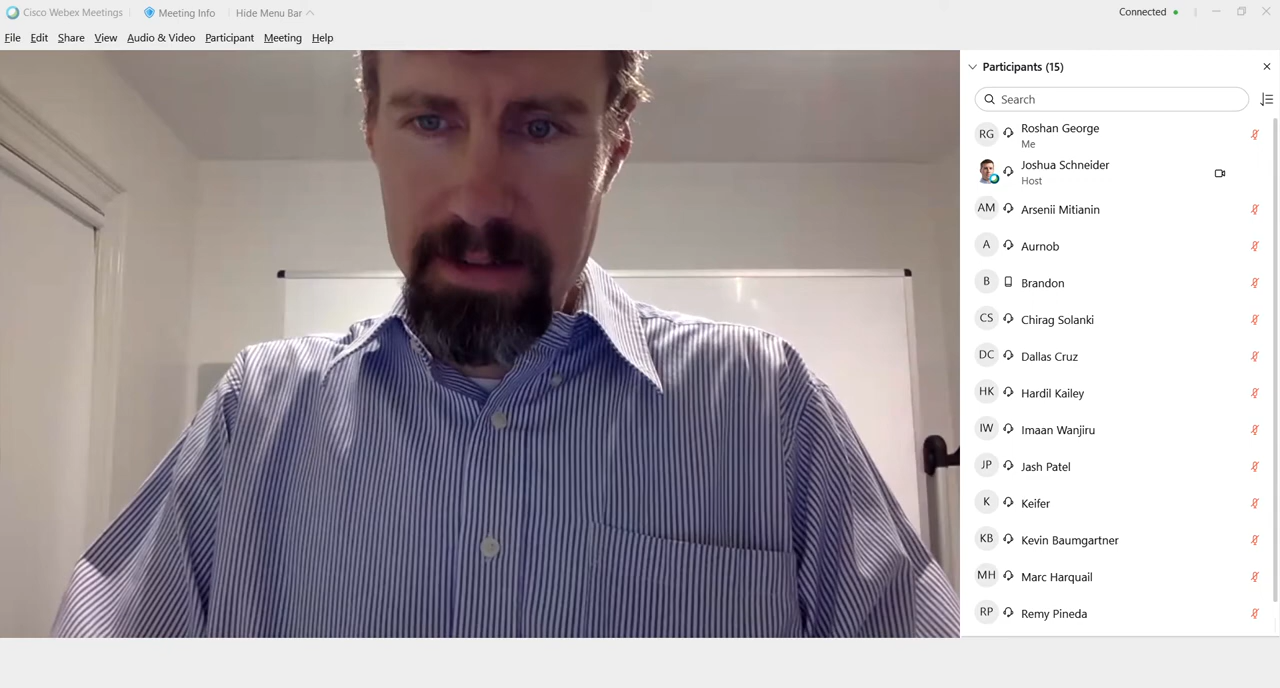 Cisco Webex Meetings Meeting Info Hide Menu Bar Connected
File Edit Share View Audio & Video Participant Meeting Help
Participants (15)
Search
RG Roshan George
Me
Joshua Schneider
Host
AM Arsenii Mitianin
A Aurnob
B Brandon
CS Chirag Solanki
DC Dallas Cruz
HK Hardil Kailey
IW Imaan Wanjiru
JP Jash Patel
K Keifer
KB Kevin Baumgartner
MH Marc Harquail
RP Remy Pineda